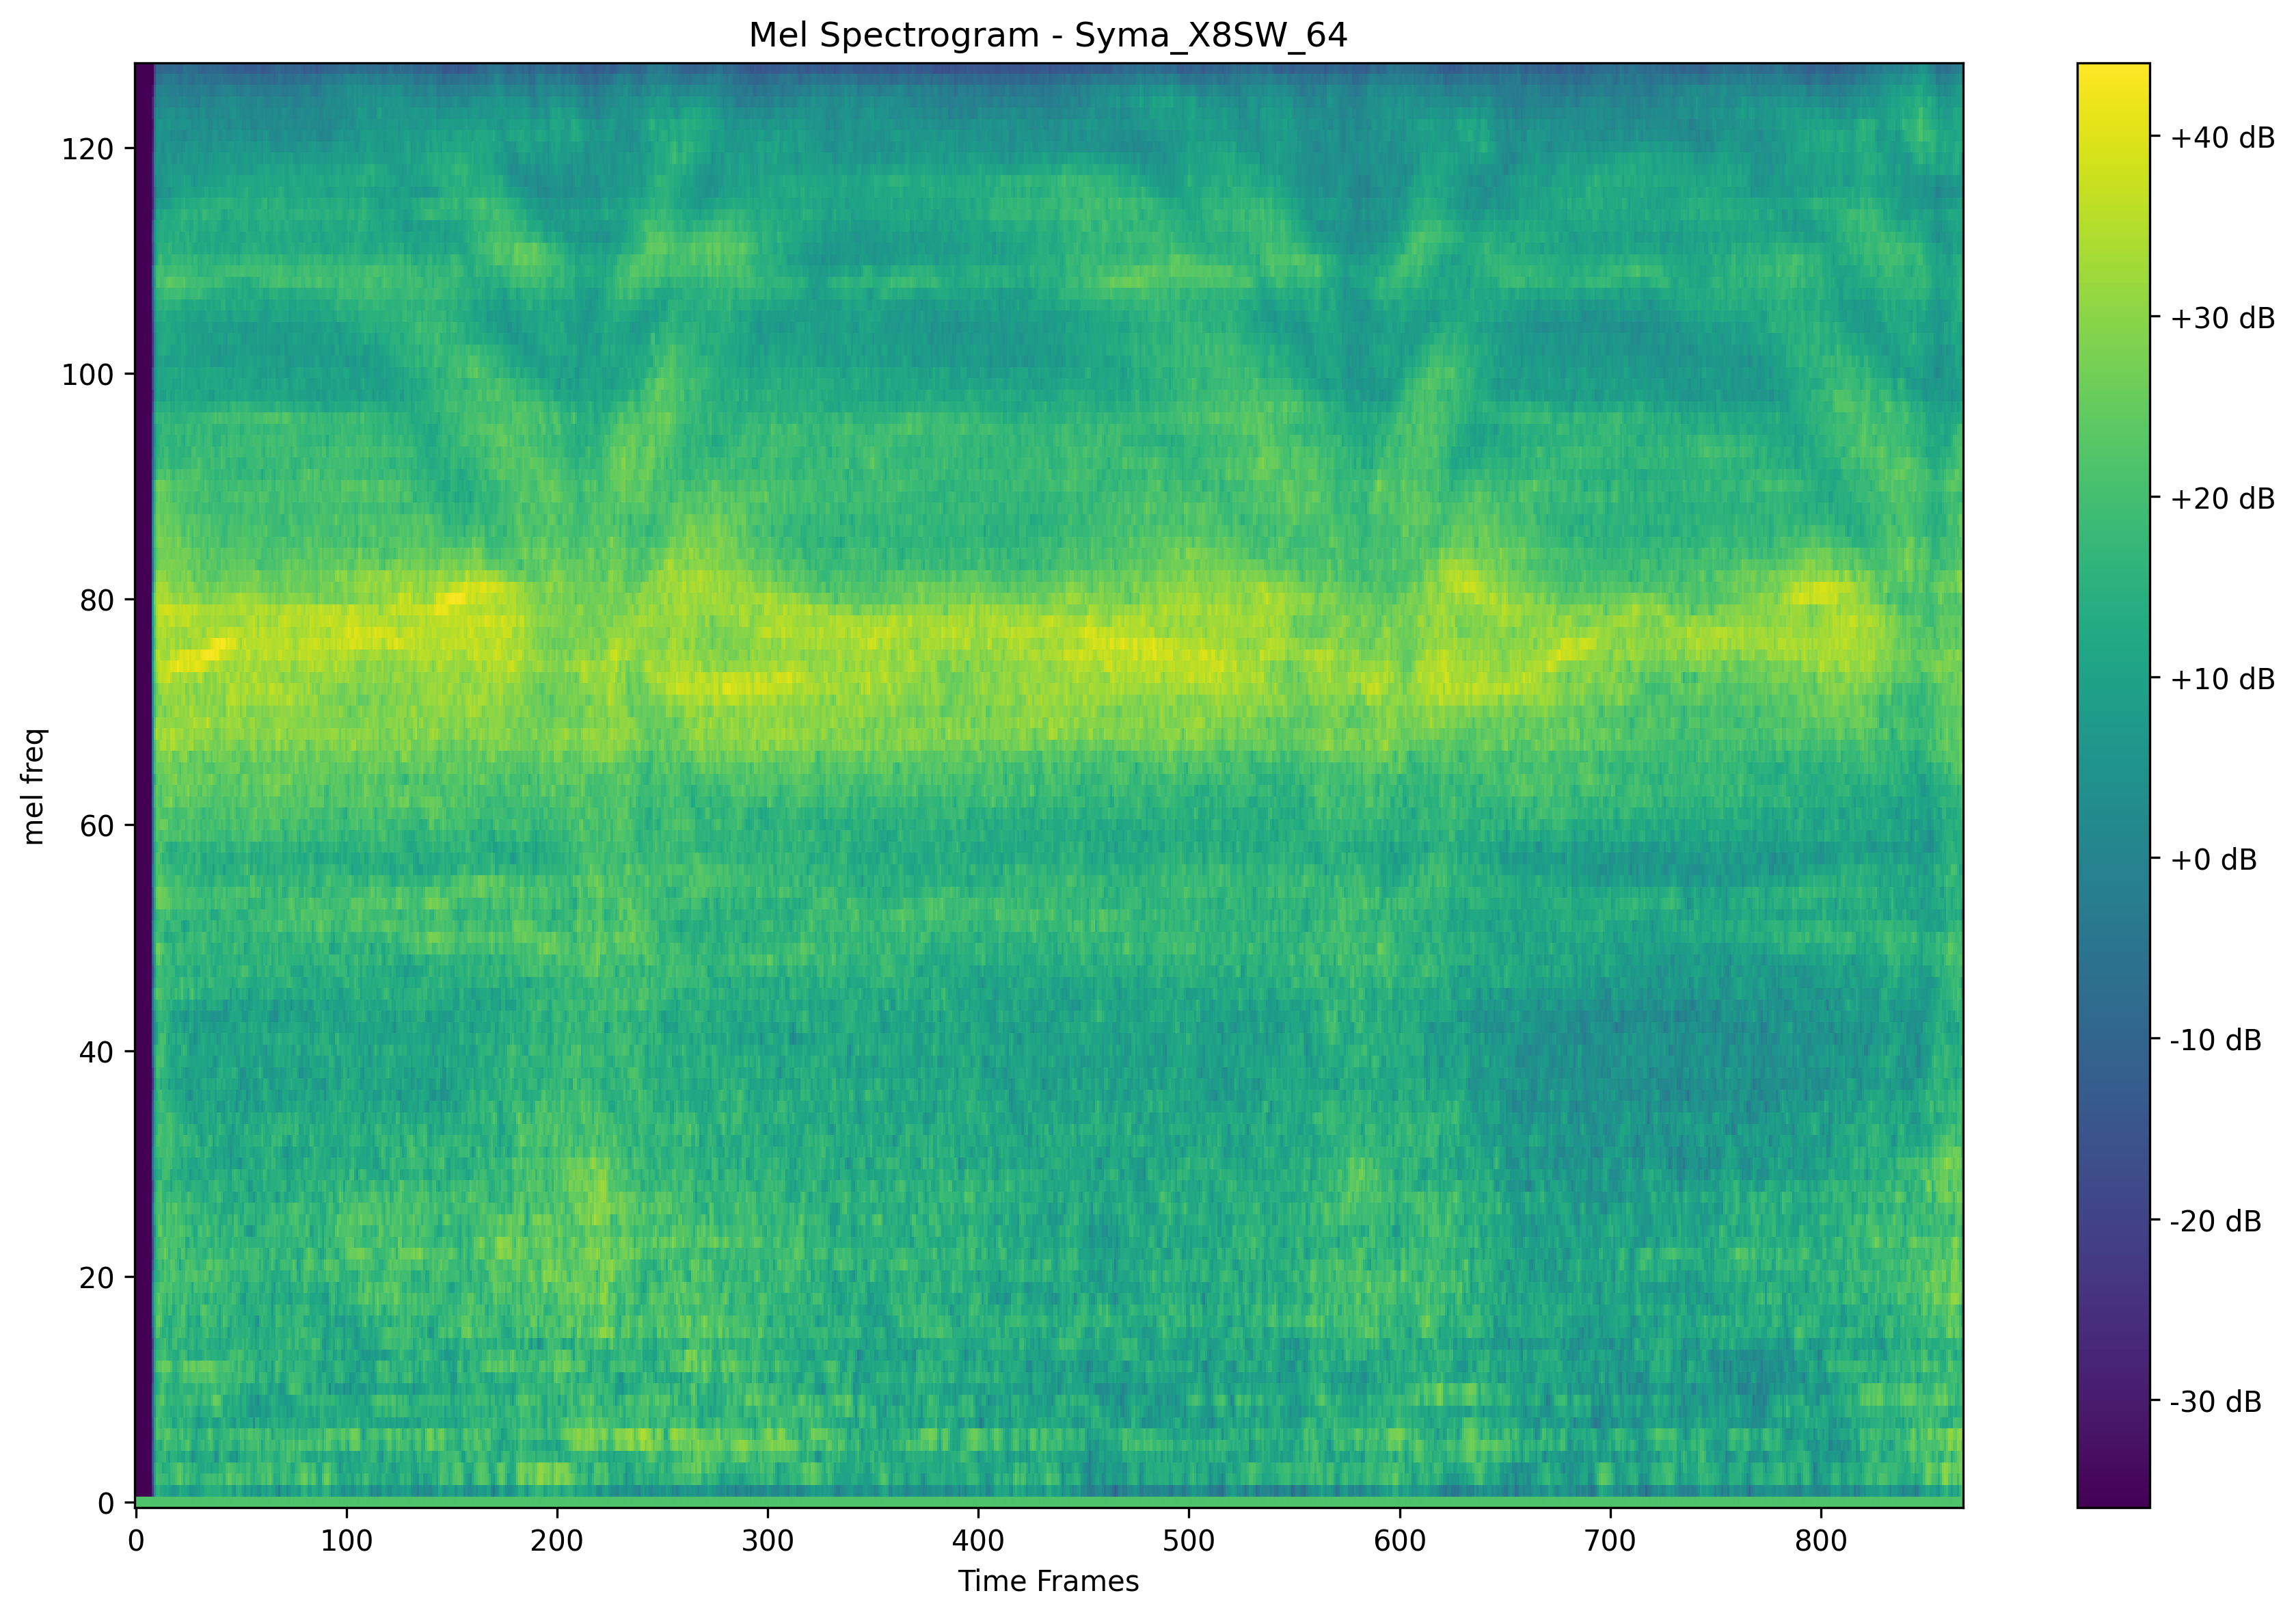 Mel Spectrogram - Syma_X8SW_64
mel freq
120
100
80
60
40
20
0
0 100 200 300 400 500 600 700 800
Time Frames
+40 dB
+30 dB
+20 dB
+10 dB
+0 dB
-10 dB
-20 dB
-30 dB